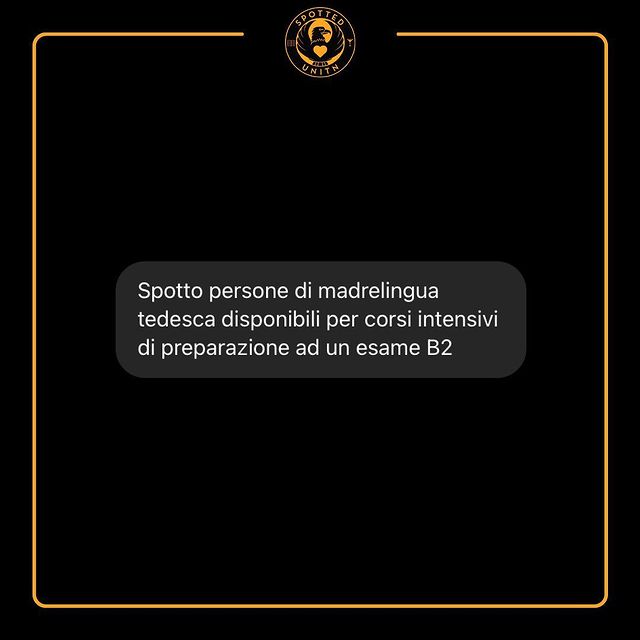 SPOTTED
UNITN
Spotto persone di madrelingua
tedesca disponibili per corsi intensivi
di preparazione ad un esame B2